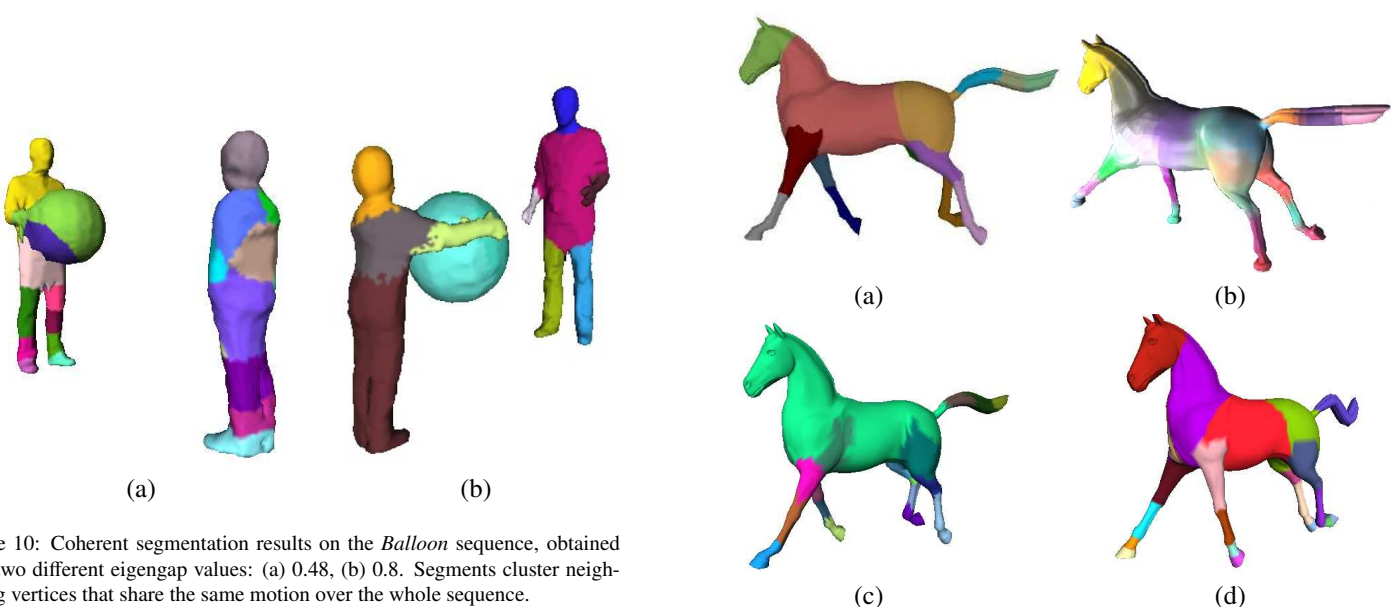 (a) (b)
e 10: Coherent segmentation results on the Balloon sequence, obtained
two different eigengap values: (a) 0.48, (b) 0.8. Segments cluster neigh-
g vertices that share the same motion over the whole sequence.
(a) (b)
(c) (d)